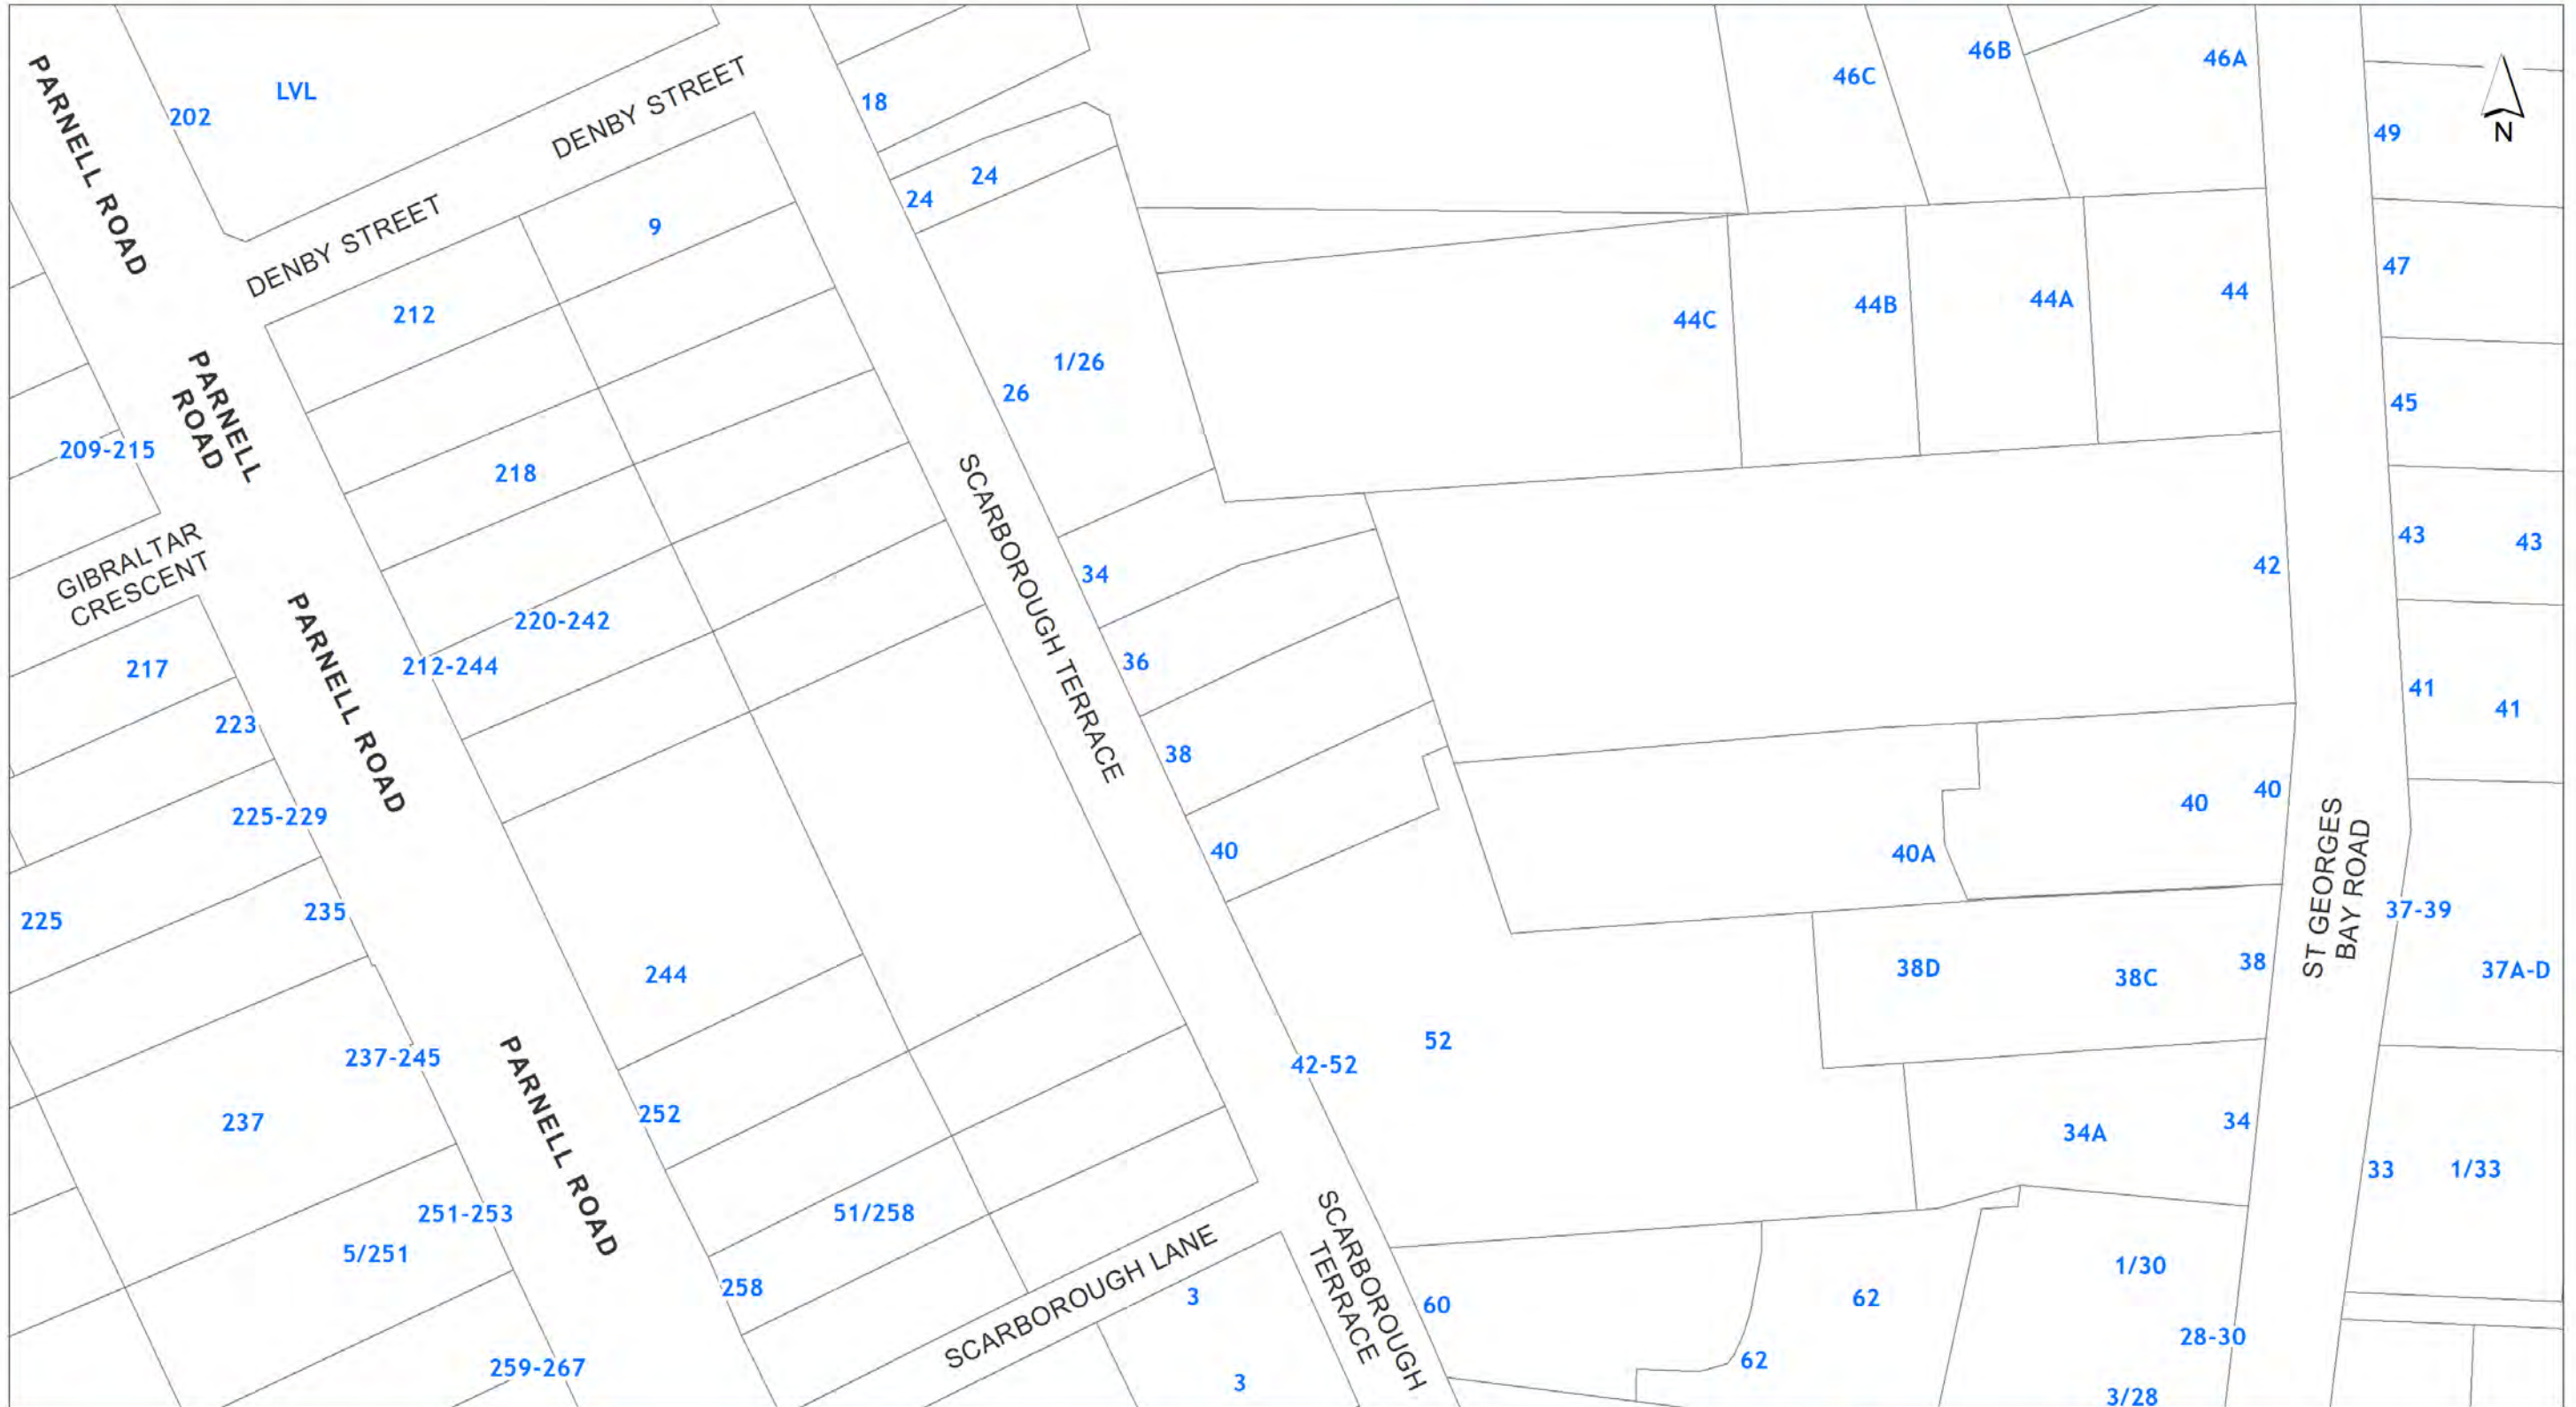 PARNELL ROAD
202
LVL
DENBY STREET
DENBY STREET
18
24
24
46C
46B
46A
49
N
9
212
1/26
26
44C
44B
44A
44
47
45
PARNELL
ROAD
209-215
218
SCARBOROUGH TERRACE
GIBRALTAR
CRESCENT
34
42
43
43
220-242
212-244
217
PARNELL ROAD
36
41
41
223
38
225-229
40
40A
40
40
ST GEORGES
BAY ROAD
225
235
37-39
244
38D
38C
38
37A-D
237-245
52
42-52
PARNELL ROAD
237
252
34A
34
33
1/33
251-253
5/251
51/258
258
SCARBOROUGH LANE
3
3
SCARBOROUGH
TERRACE
60
62
62
1/30
28-30
3/28
259-267